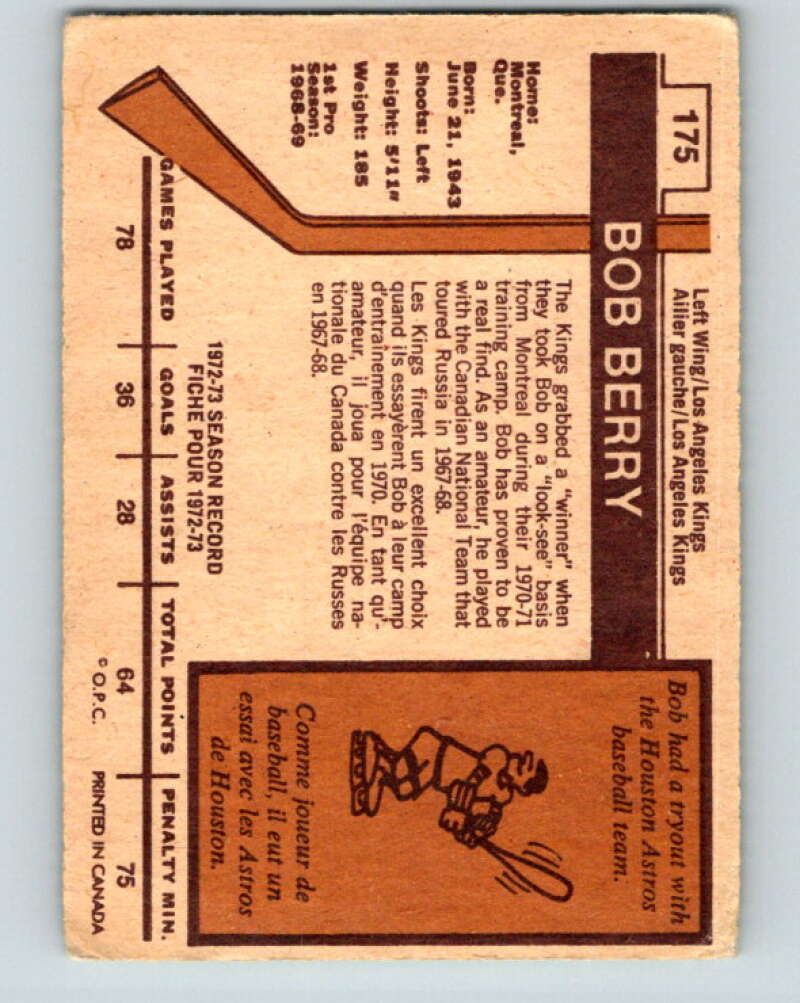 175
Left Wing/Los Angeles Kings
Ailier gauche/Los Angeles Kings
BOB BERRY
Home:
Montreal,
Que.
Born:
June 21, 1943
Shoots: Left
Height: 5'11"
Weight: 185
1st Pro
Season:
1968-69
The Kings grabbed a "winner" when
they took Bob on a "look-see" basis
from Montreal during their 1970-71
training camp. Bob has proven to be
a real find. As an amateur, he played
with the Canadian National Team that
toured Russia in 1967-68.
Les Kings firent un excellent choix
quand ils essayèrent Bob à leur camp
d'entraînement en 1970. En tant qu'-
amateur, il joua pour l'équipe na-
tionale du Canada contre les Russes
en 1967-68.
Bob had a tryout with
the Houston Astros
baseball team.
Comme joueur de
baseball, il eut un
essai avec les Astros
de Houston.
1972-73 SEASON RECORD
FICHE POUR 1972-73
GAMES PLAYED GOALS ASSISTS TOTAL POINTS PENALTY MIN.
78 36 28 64 75
© O.P.C. PRINTED IN CANADA